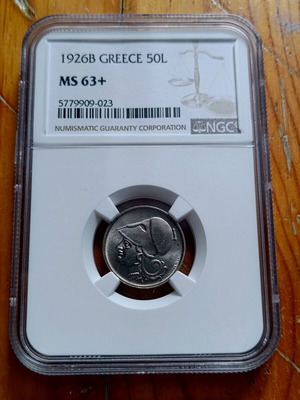 1926B GREECE 50L
MS 63+
5779909-023
NUMISMATIC GUARANTY CORPORATION
NGC